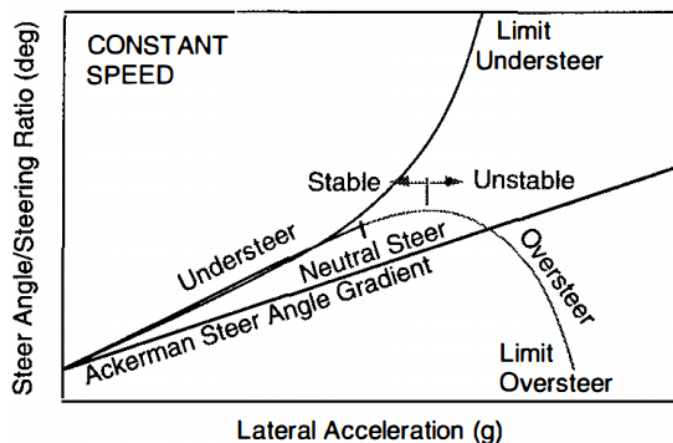 CONSTANT
SPEED
Limit
Understeer
Stable
Unstable
Understeer
Neutral Steer
Ackerman Steer Angle Gradient
Oversteer
Limit
Oversteer
Steer Angle/Steering Ratio (deg)
Lateral Acceleration (g)